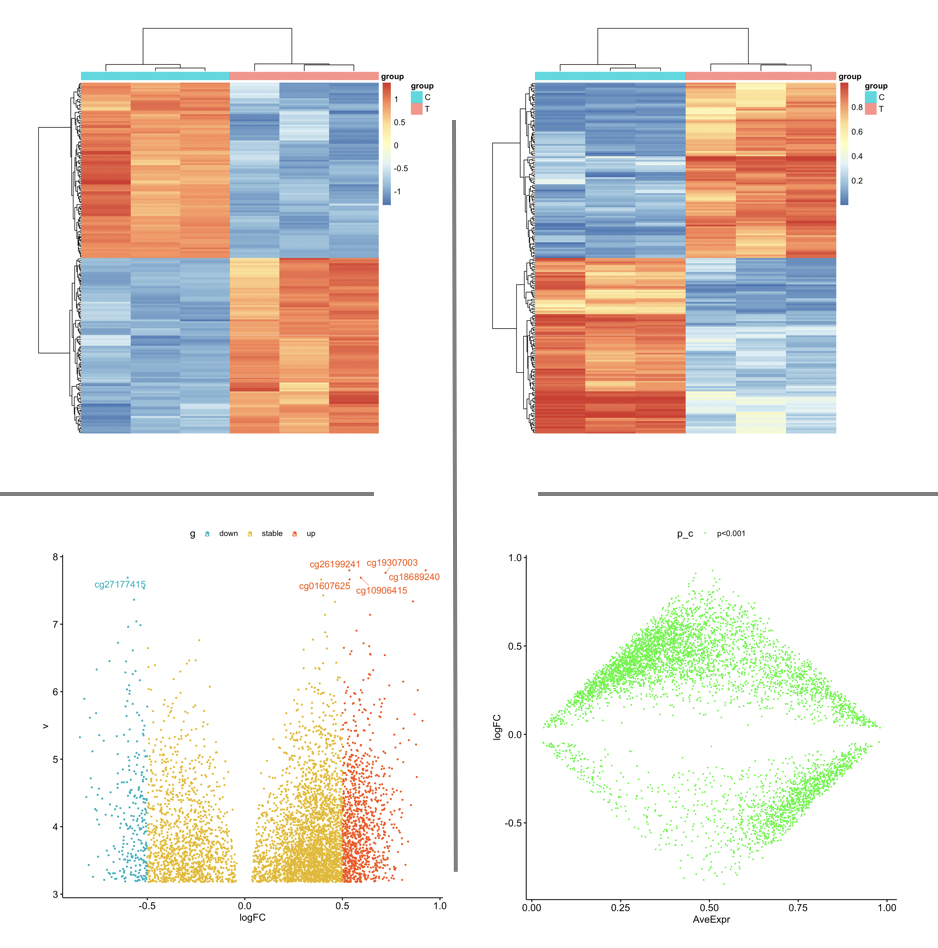 group
group
C
T
1
0.5
0
-0.5
-1
group
group
C
T
0.8
0.6
0.4
0.2
g a down a stable a up
8
7
6
5
4
3
v
cg27177415
cg26199241
cg19307003
cg18689240
cg01607625
cg10906415
-0.5 0.0 0.5 1.0
logFC
p_c p<0.001
1.0
0.5
0.0
-0.5
logFC
0.00 0.25 0.50 0.75 1.00
AveExpr